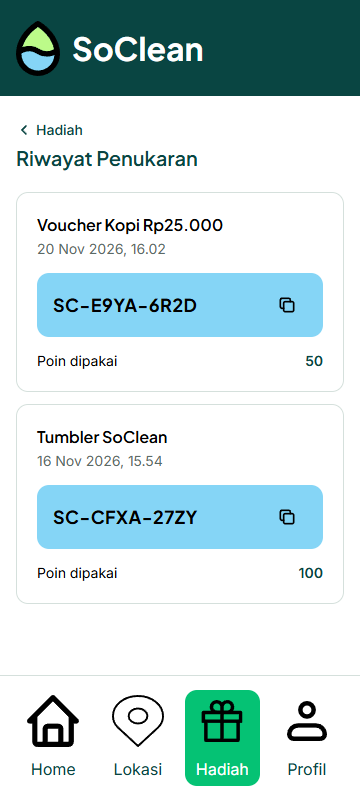 SoClean
Hadiah
Riwayat Penukaran
Voucher Kopi Rp25.000
20 Nov 2026, 16.02
SC-E9YA-6R2D
Poin dipakai 50
Tumbler SoClean
16 Nov 2026, 15.54
SC-CFXA-27ZY
Poin dipakai 100
Home Lokasi Hadiah Profil